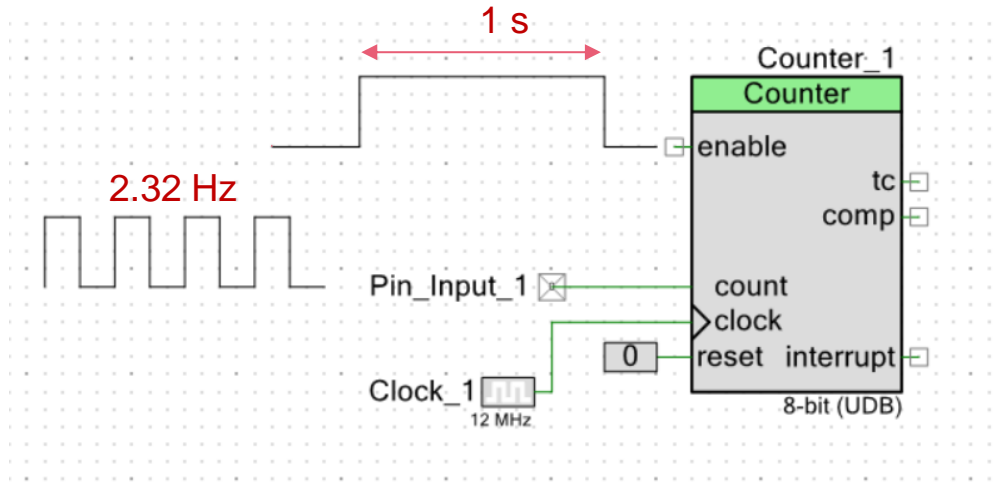 1 s
Counter_1
Counter
enable
2.32 Hz
tc
comp
Pin_Input_1
count
clock
0
reset interrupt
Clock_1
12 MHz
8-bit (UDB)